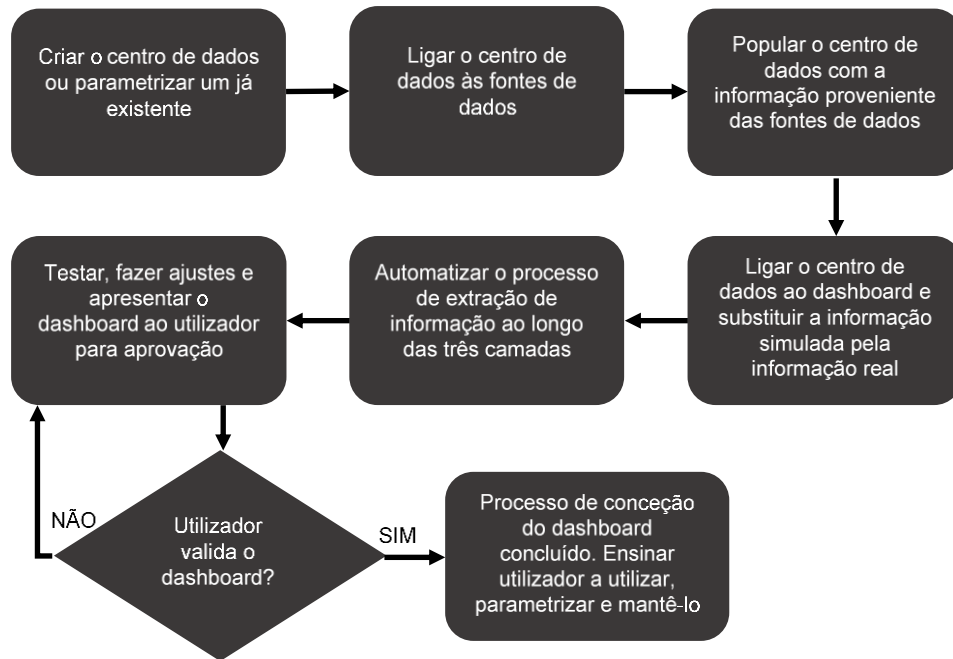 Criar o centro de dados
ou parametrizar um já
existente
Ligar o centro de
dados às fontes de
dados
Popular o centro de
dados com a
informação proveniente
das fontes de dados
Ligar o centro de
dados ao dashboard e
substituir a informação
simulada pela
informação real
Automatizar o processo
de extração de
informação ao longo
das três camadas
Testar, fazer ajustes e
apresentar o
dashboard ao utilizador
para aprovação
Utilizador
valida o
dashboard?
NÃO
SIM
Processo de conceção
do dashboard
concluído. Ensinar
utilizador a utilizar,
parametrizar e mantê-lo